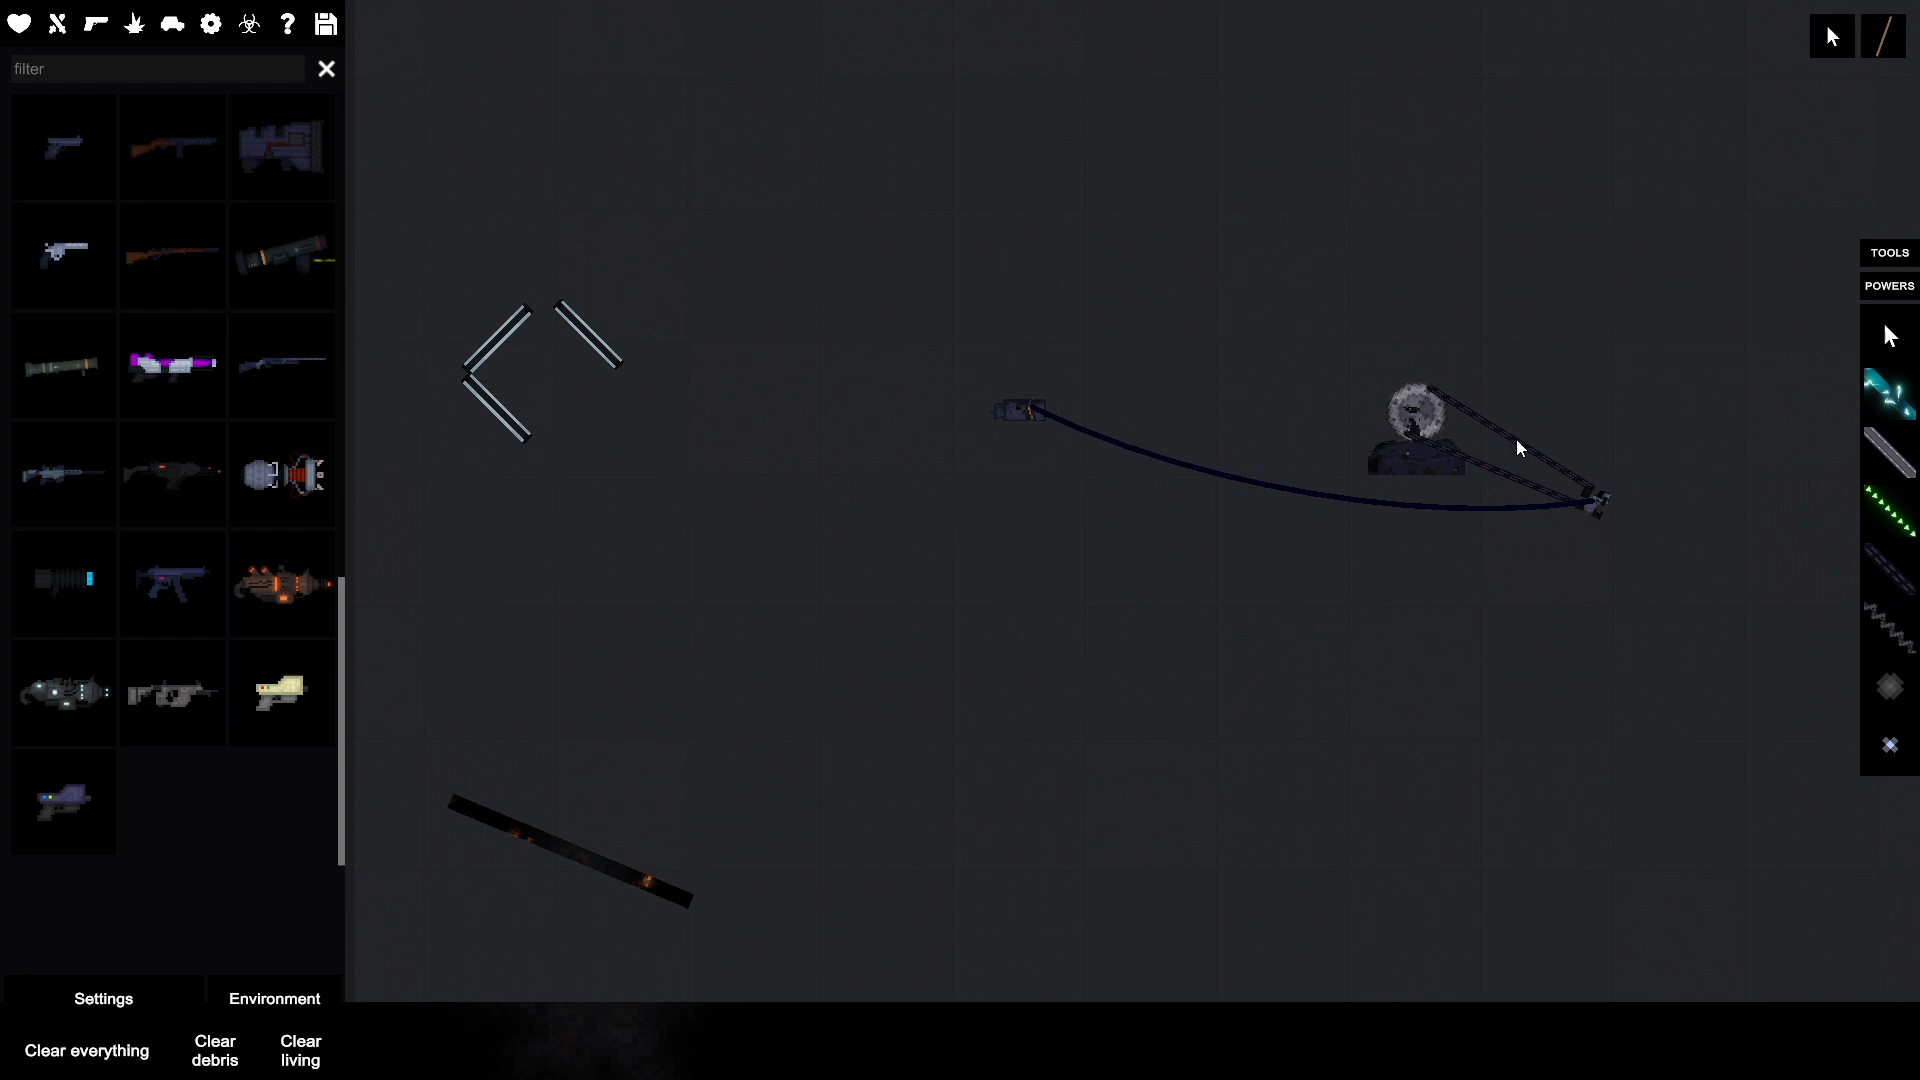 filter
TOOLS
POWERS
Settings
Environment
Clear everything
Clear
debris
Clear
living